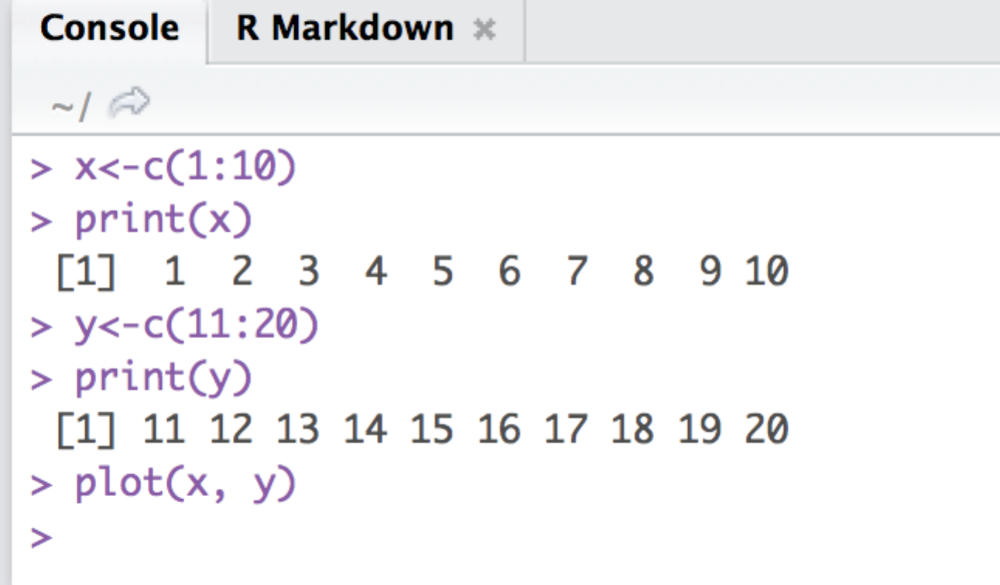 Console R Markdown
~/
> x<-c(1:10)
> print(x)
 [1]  1  2  3  4  5  6  7  8  9 10
> y<-c(11:20)
> print(y)
 [1] 11 12 13 14 15 16 17 18 19 20
> plot(x, y)
>